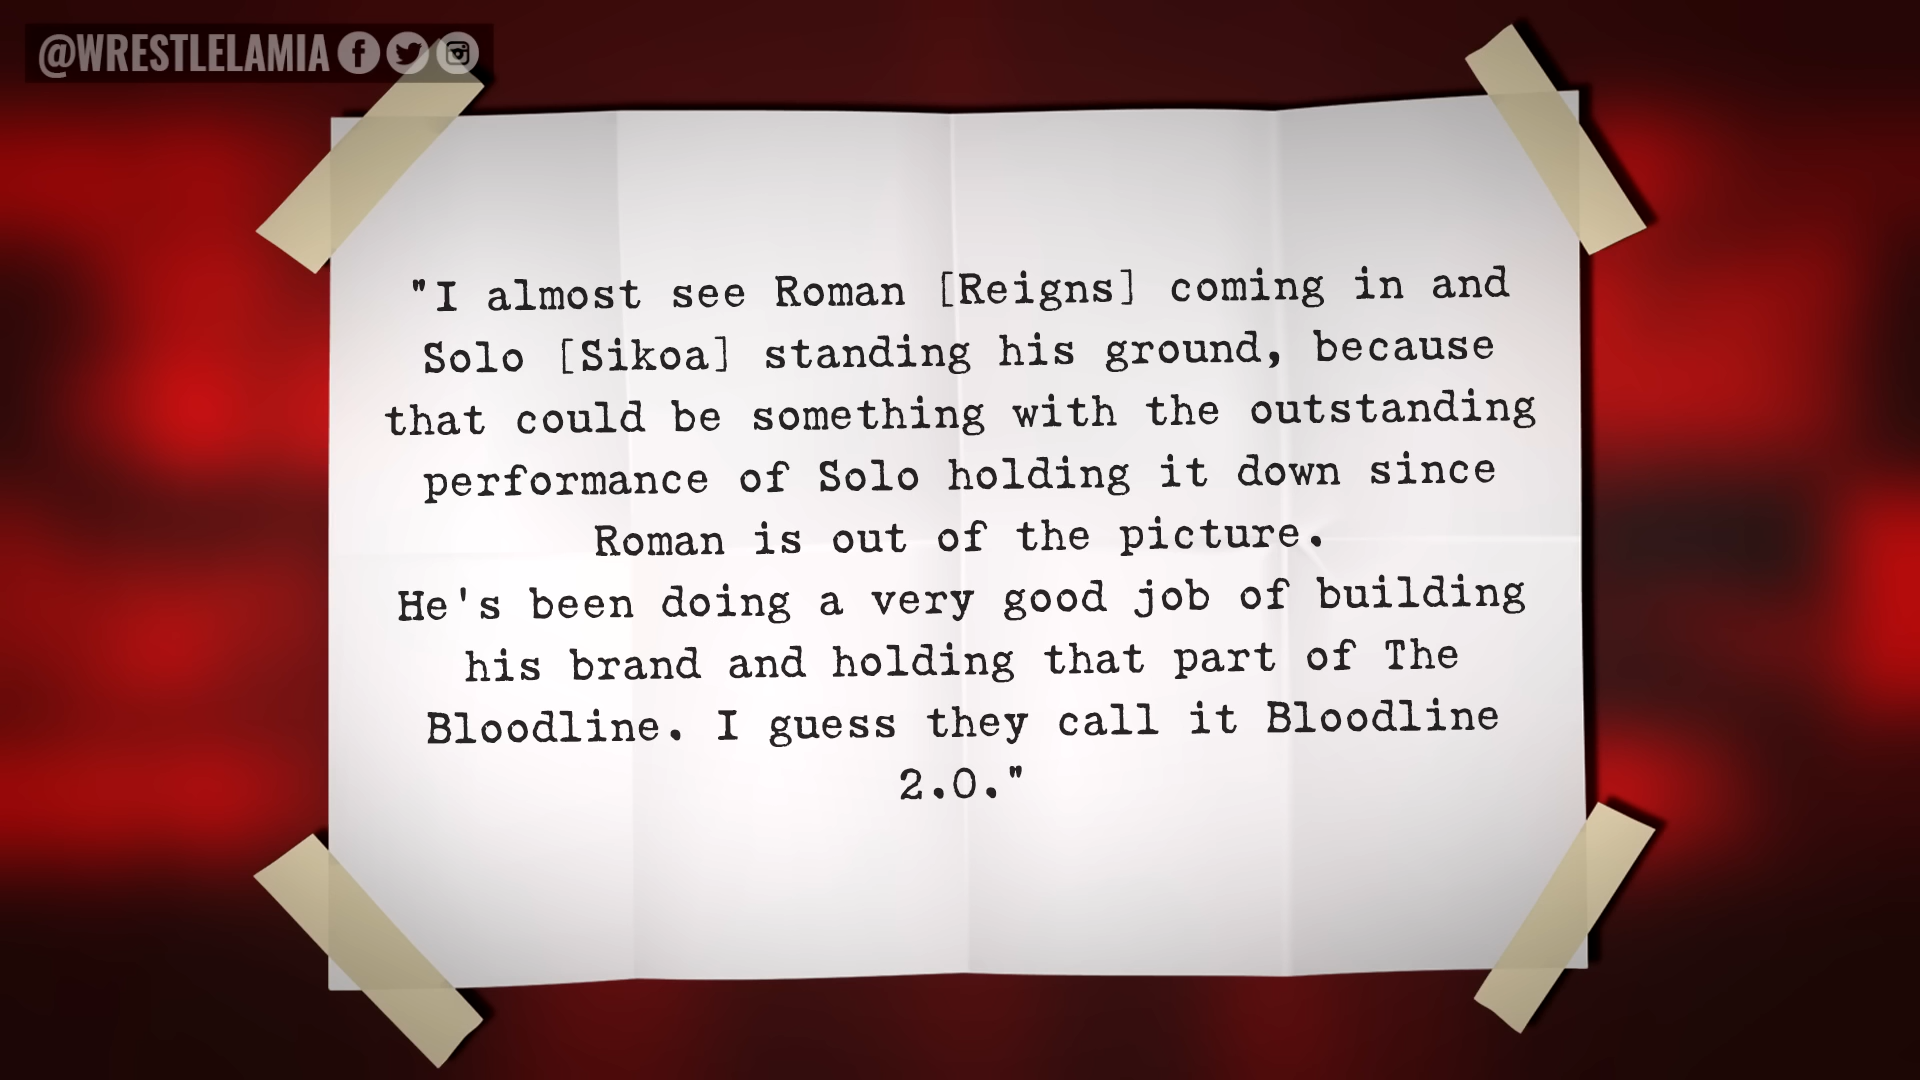 @WRESTLELAMIA
"I almost see Roman [Reigns] coming in and
Solo [Sikoa] standing his ground, because
that could be something with the outstanding
performance of Solo holding it down since
Roman is out of the picture.
He's been doing a very good job of building
his brand and holding that part of The
Bloodline. I guess they call it Bloodline
2.0."